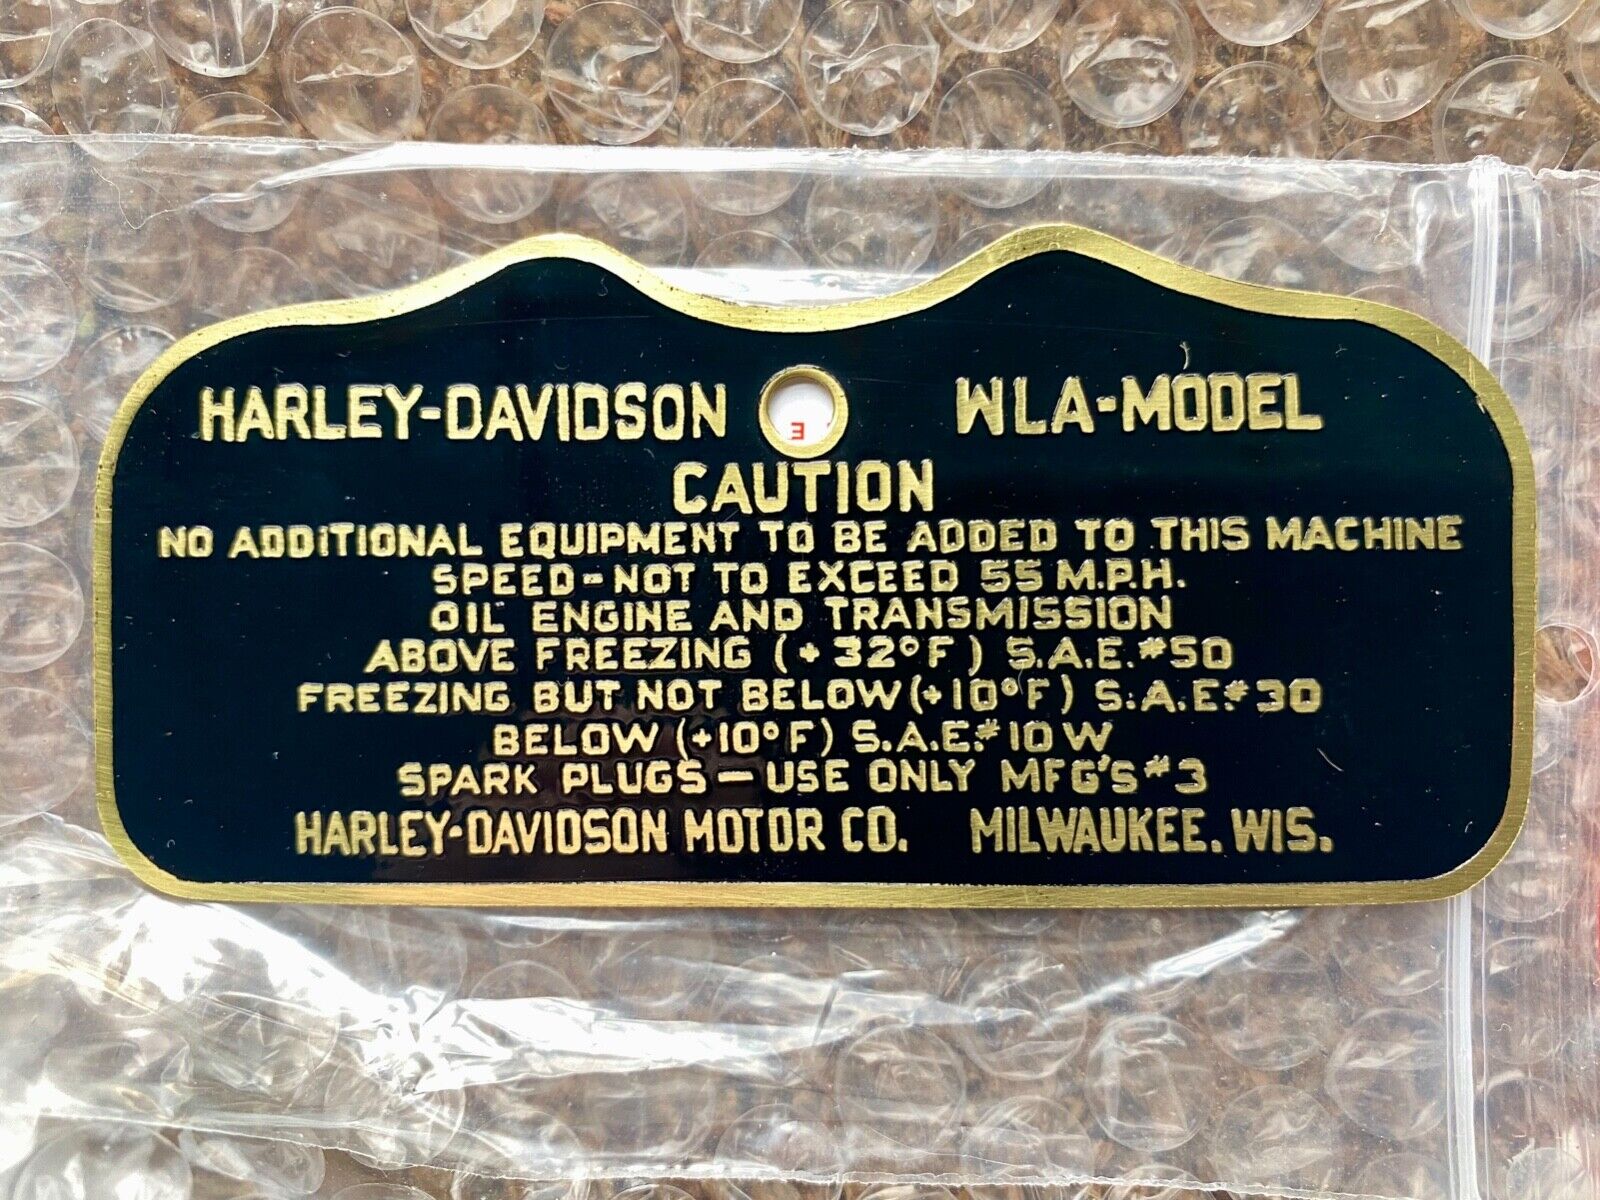 HARLEY-DAVIDSON WLA-MODEL
CAUTION
NO ADDITIONAL EQUIPMENT TO BE ADDED TO THIS MACHINE
SPEED-NOT TO EXCEED 55 M.P.H.
OIL ENGINE AND TRANSMISSION
ABOVE FREEZING (+32°F) S.A.E.#50
FREEZING BUT NOT BELOW (+10°F) S.A.E.#30
BELOW (+10°F) S.A.E.#10W
SPARK PLUGS—USE ONLY MFG'S #3
HARLEY-DAVIDSON MOTOR CO. MILWAUKEE. WIS.